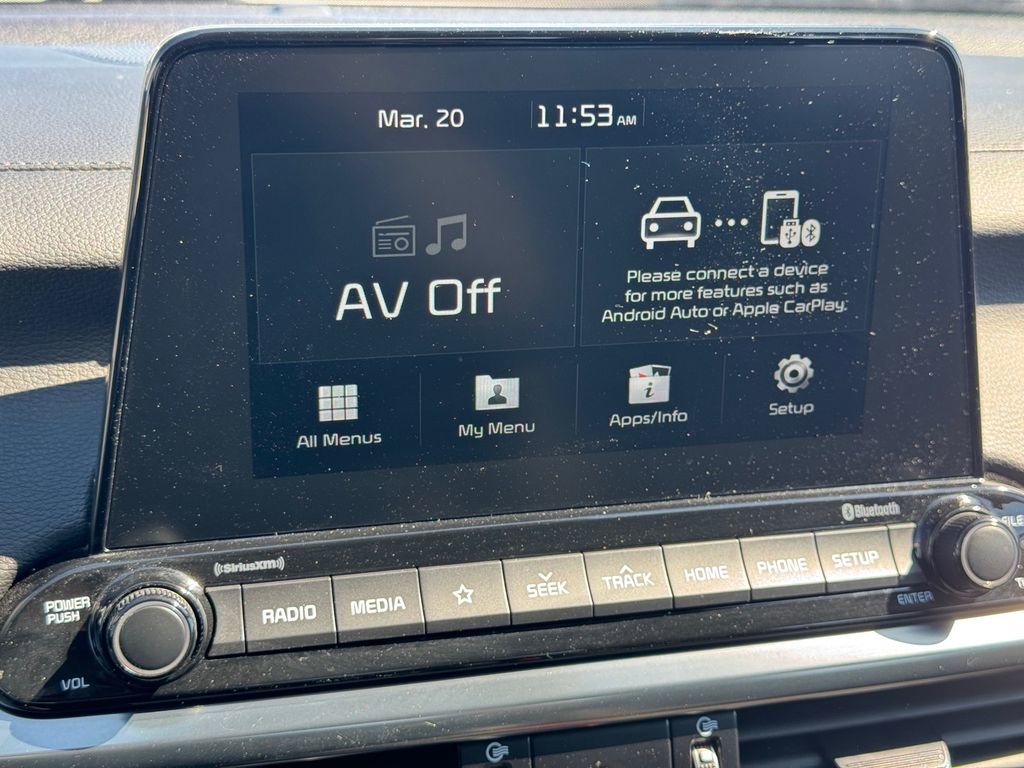 Mar. 20 11:53 AM
AV Off
Please connect a device
for more features such as
Android Auto or Apple CarPlay.
All Menus My Menu Apps/Info Setup
SiriusXM Bluetooth
POWER
PUSH
RADIO MEDIA SEEK TRACK HOME PHONE SETUP
VOL ENTER